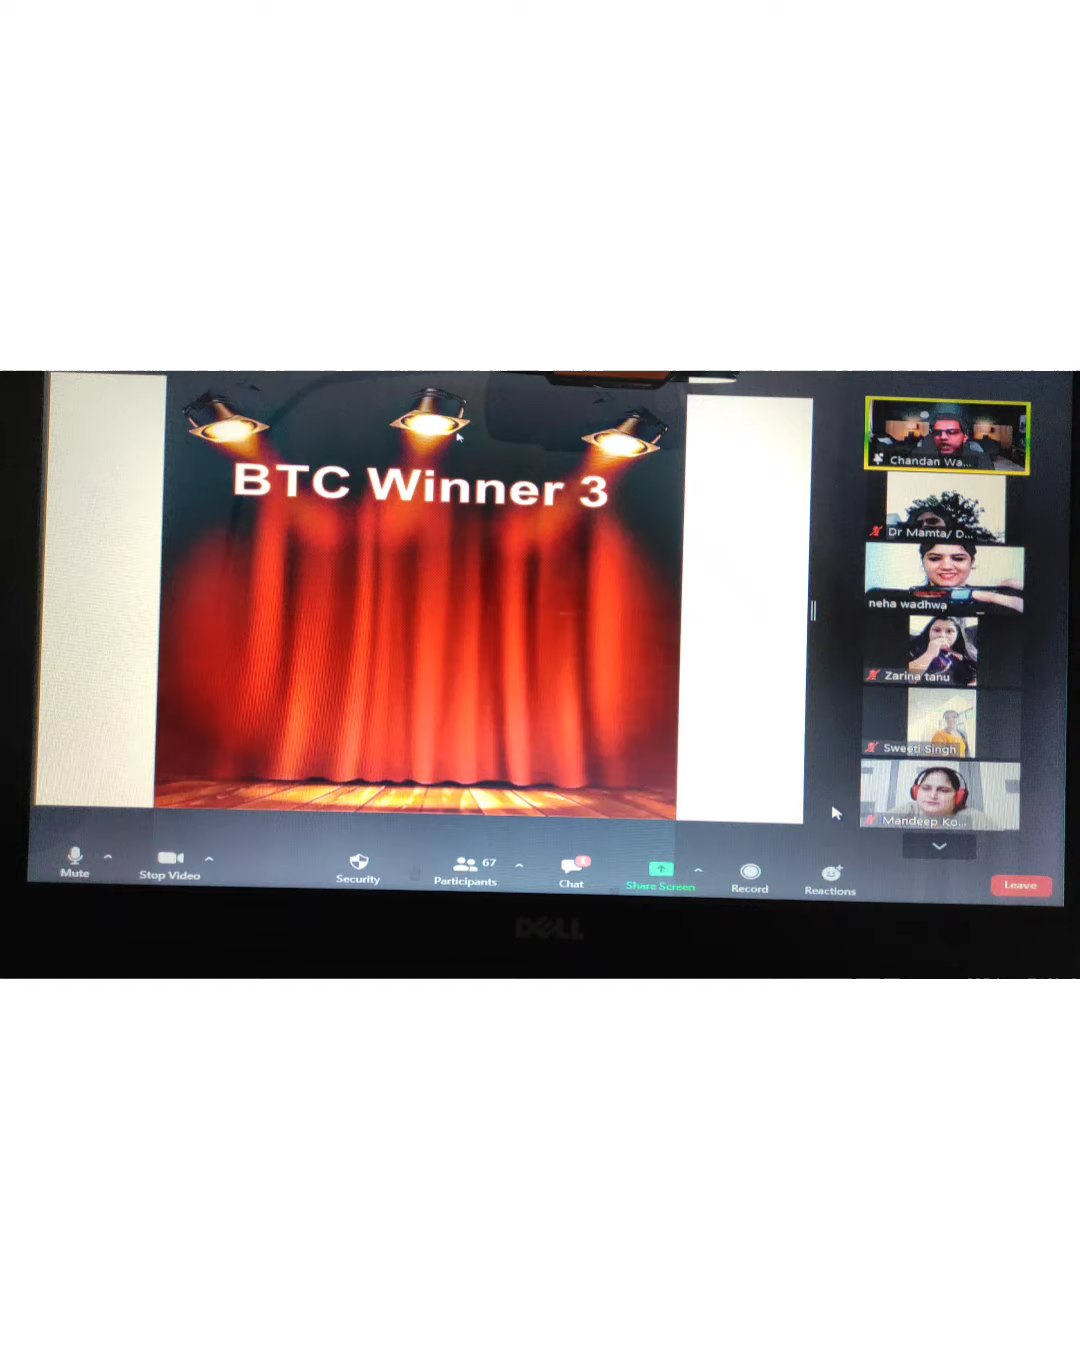 BTC Winner 3
Chandan Wa...
Dr Mamta/ D...
neha wadhwa
Zarina tanu
Sweeti Singh
Mandeep Ko...
Mute
Stop Video
Security
67
Participants
Chat
Share Screen
Record
Reactions
Leave
DELL